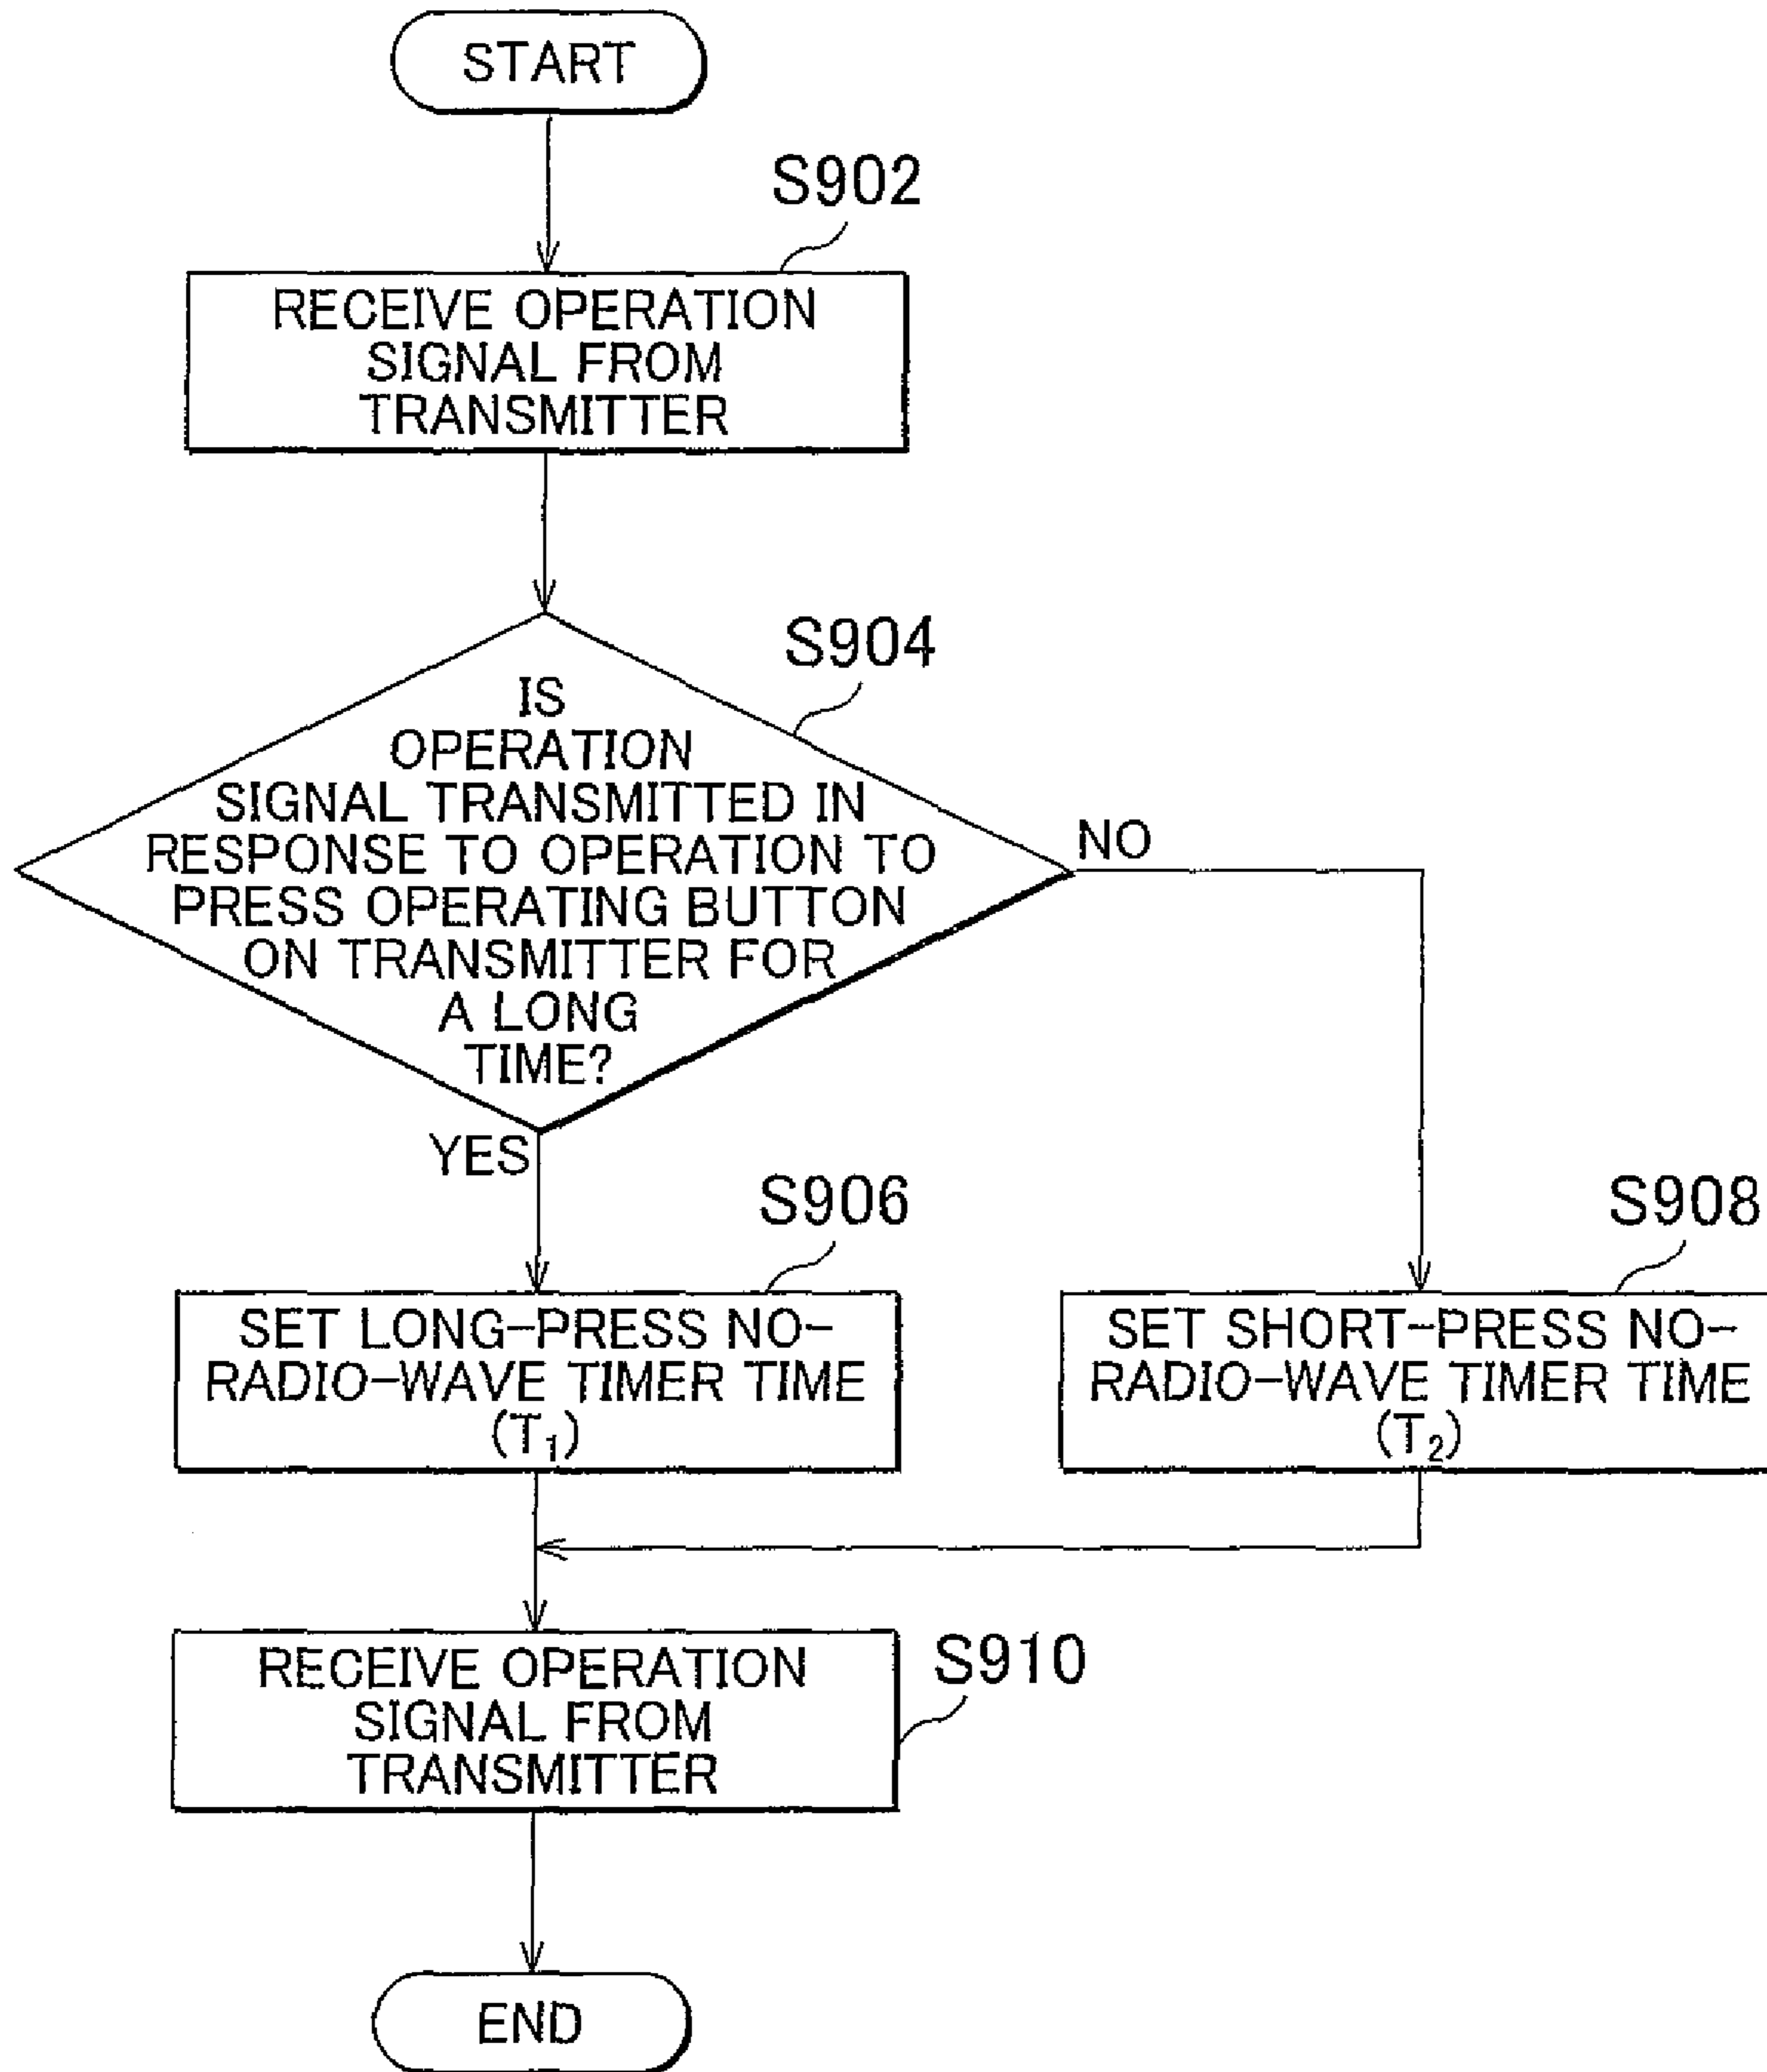 START
S902
RECEIVE OPERATION
SIGNAL FROM
TRANSMITTER
S904
IS
OPERATION
SIGNAL TRANSMITTED IN
RESPONSE TO OPERATION TO
PRESS OPERATING BUTTON
ON TRANSMITTER FOR
A LONG
TIME?
NO
YES
S906
SET LONG-PRESS NO-
RADIO-WAVE TIMER TIME
(T₁)
S908
SET SHORT-PRESS NO-
RADIO-WAVE TIMER TIME
(T₂)
RECEIVE OPERATION
SIGNAL FROM
TRANSMITTER
S910
END